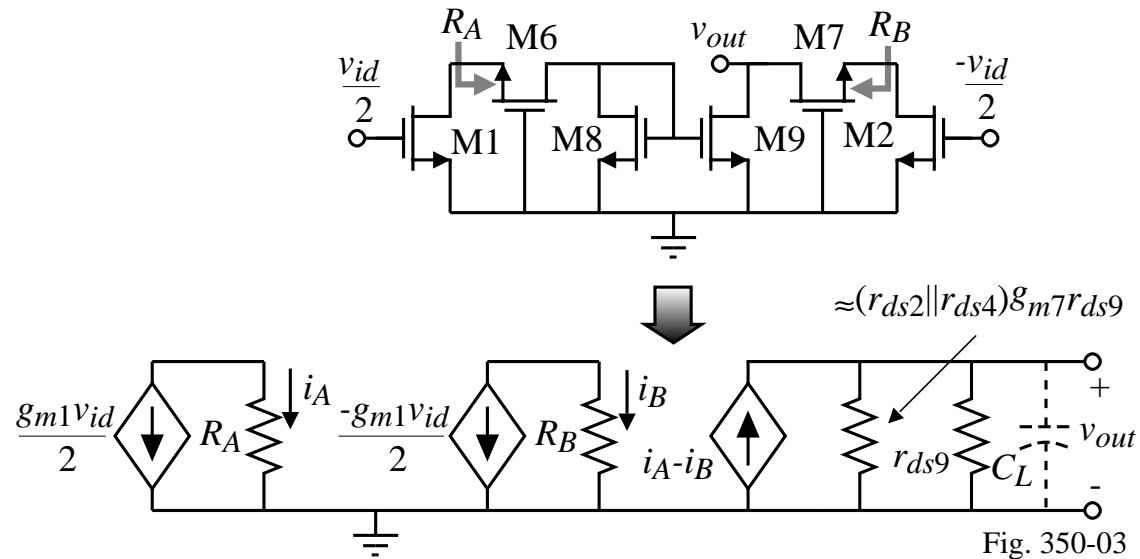 R_A M6 v_out M7 R_B
v_id/2 -v_id/2
M1 M8 M9 M2
≈(r_ds2||r_ds4)g_m7r_ds9
g_m1v_id/2 R_A i_A -g_m1v_id/2 R_B i_B i_A-i_B r_ds9 C_L + v_out -
Fig. 350-03